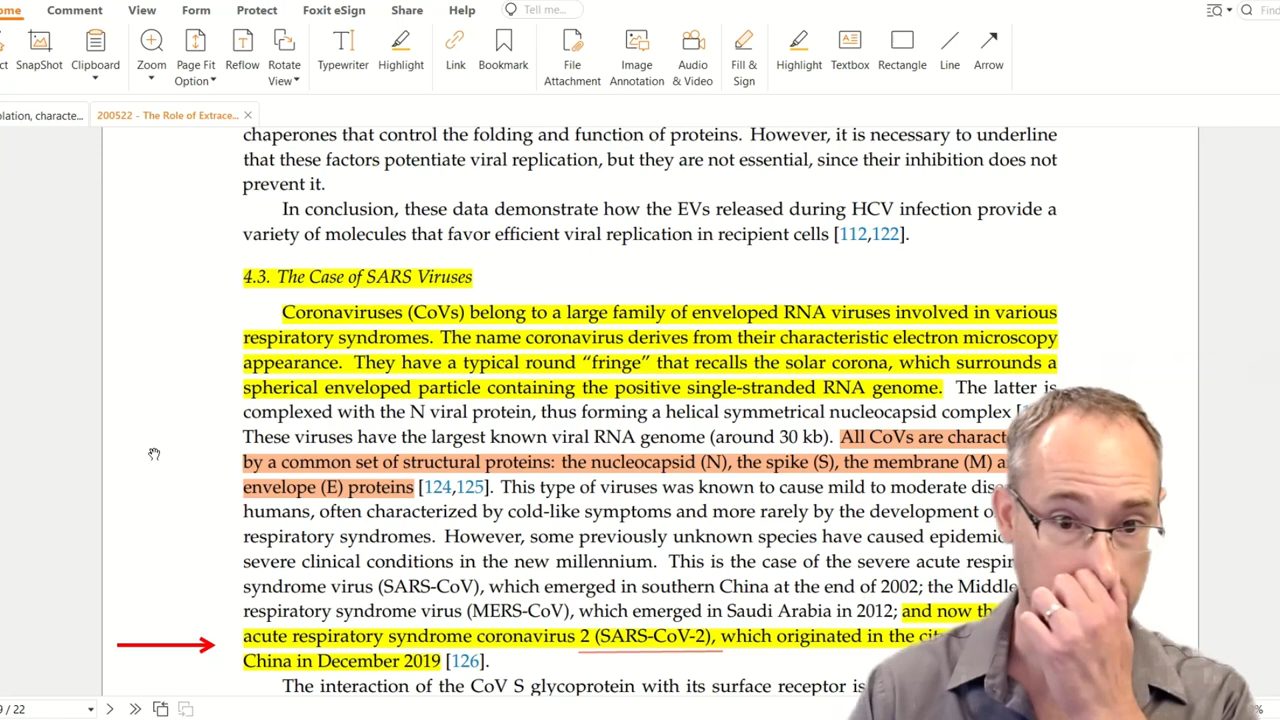 ome Comment View Form Protect Foxit eSign Share Help Tell me... Find
SnapShot Clipboard Zoom Page Fit Option Reflow Rotate View Typewriter Highlight Link Bookmark File Attachment Image Annotation Audio & Video Fill & Sign Highlight Textbox Rectangle Line Arrow
olation, characte... 200522 - The Role of Extrace...
chaperones that control the folding and function of proteins. However, it is necessary to underline
that these factors potentiate viral replication, but they are not essential, since their inhibition does not
prevent it.
In conclusion, these data demonstrate how the EVs released during HCV infection provide a
variety of molecules that favor efficient viral replication in recipient cells [112,122].
4.3. The Case of SARS Viruses
Coronaviruses (CoVs) belong to a large family of enveloped RNA viruses involved in various
respiratory syndromes. The name coronavirus derives from their characteristic electron microscopy
appearance. They have a typical round “fringe” that recalls the solar corona, which surrounds a
spherical enveloped particle containing the positive single-stranded RNA genome. The latter is
complexed with the N viral protein, thus forming a helical symmetrical nucleocapsid complex [
These viruses have the largest known viral RNA genome (around 30 kb). All CoVs are charact
by a common set of structural proteins: the nucleocapsid (N), the spike (S), the membrane (M) a
envelope (E) proteins [124,125]. This type of viruses was known to cause mild to moderate dis
humans, often characterized by cold-like symptoms and more rarely by the development o
respiratory syndromes. However, some previously unknown species have caused epidemi
severe clinical conditions in the new millennium. This is the case of the severe acute respir
syndrome virus (SARS-CoV), which emerged in southern China at the end of 2002; the Middle
respiratory syndrome virus (MERS-CoV), which emerged in Saudi Arabia in 2012; and now th
acute respiratory syndrome coronavirus 2 (SARS-CoV-2), which originated in the cit
China in December 2019 [126].
The interaction of the CoV S glycoprotein with its surface receptor is
9 / 22